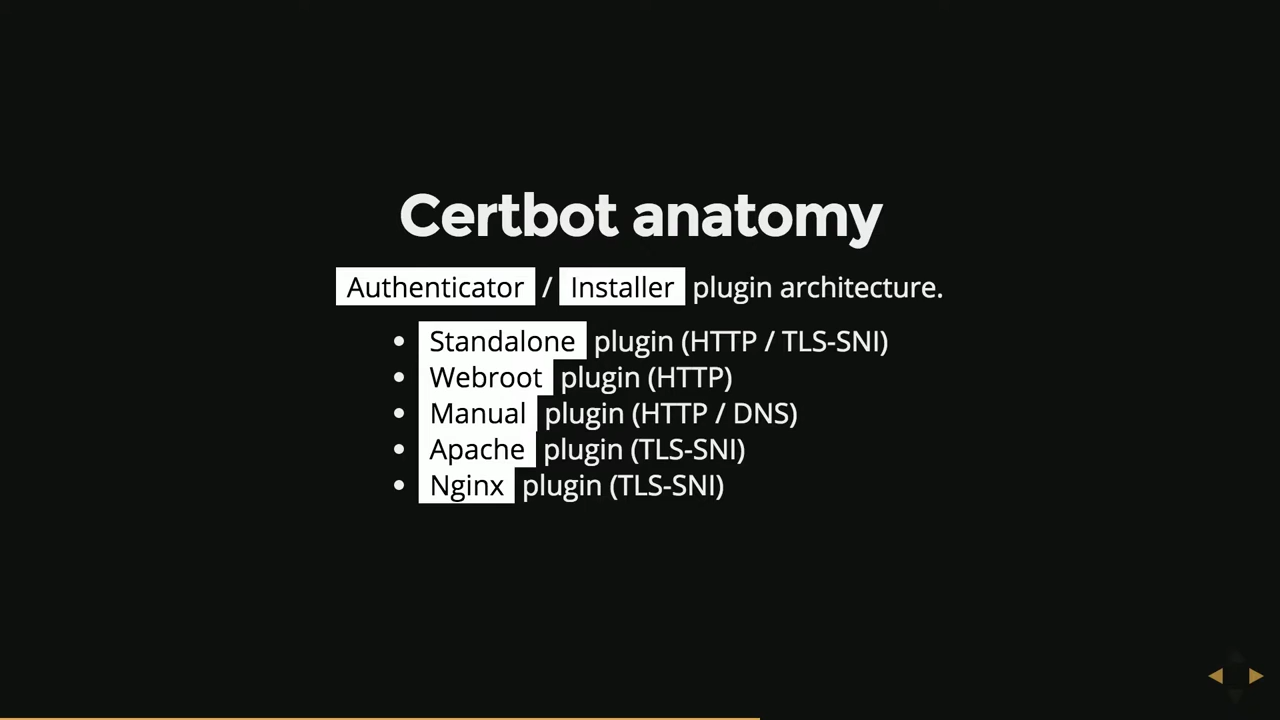 Certbot anatomy
Authenticator / Installer plugin architecture.
• Standalone plugin (HTTP / TLS-SNI)
• Webroot plugin (HTTP)
• Manual plugin (HTTP / DNS)
• Apache plugin (TLS-SNI)
• Nginx plugin (TLS-SNI)